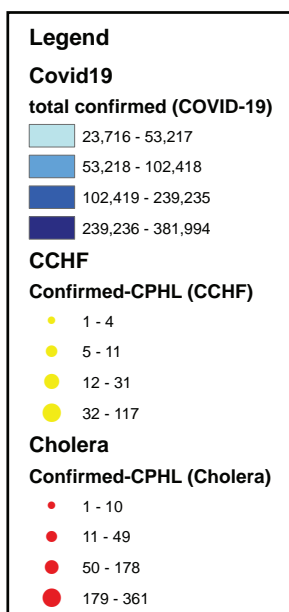 Legend
Covid19
total confirmed (COVID-19)
23,716 - 53,217
53,218 - 102,418
102,419 - 239,235
239,236 - 381,994
CCHF
Confirmed-CPHL (CCHF)
1 - 4
5 - 11
12 - 31
32 - 117
Cholera
Confirmed-CPHL (Cholera)
1 - 10
11 - 49
50 - 178
179 - 361